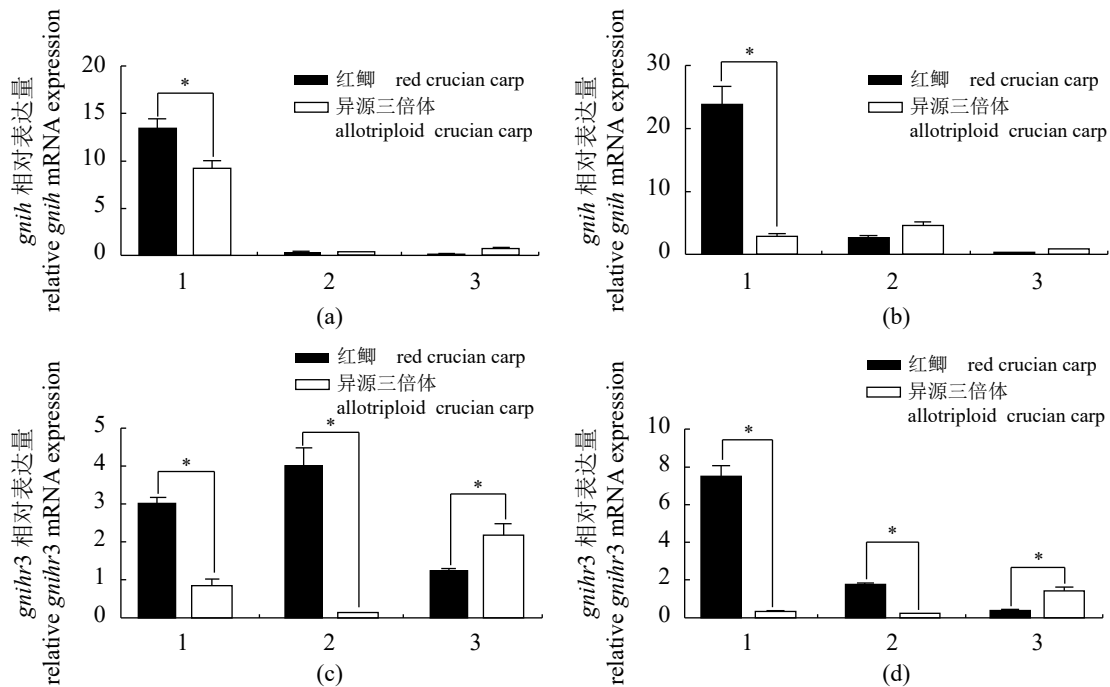 gnih 相对表达量
relative gnih mRNA expression
20
15
10
5
0
*
红鲫 red crucian carp
异源三倍体
allotriploid crucian carp
1 2 3
(a)
gnih 相对表达量
relative gnih mRNA expression
30
20
10
0
*
红鲫 red crucian carp
异源三倍体
allotriploid crucian carp
1 2 3
(b)
gnihr3 相对表达量
relative gnihr3 mRNA expression
5
4
3
2
1
0
红鲫 red crucian carp
异源三倍体
allotriploid crucian carp
*
*
*
1 2 3
(c)
gnihr3 相对表达量
relative gnihr3 mRNA expression
10
8
6
4
2
0
红鲫 red crucian carp
异源三倍体
allotriploid crucian carp
*
*
*
1 2 3
(d)